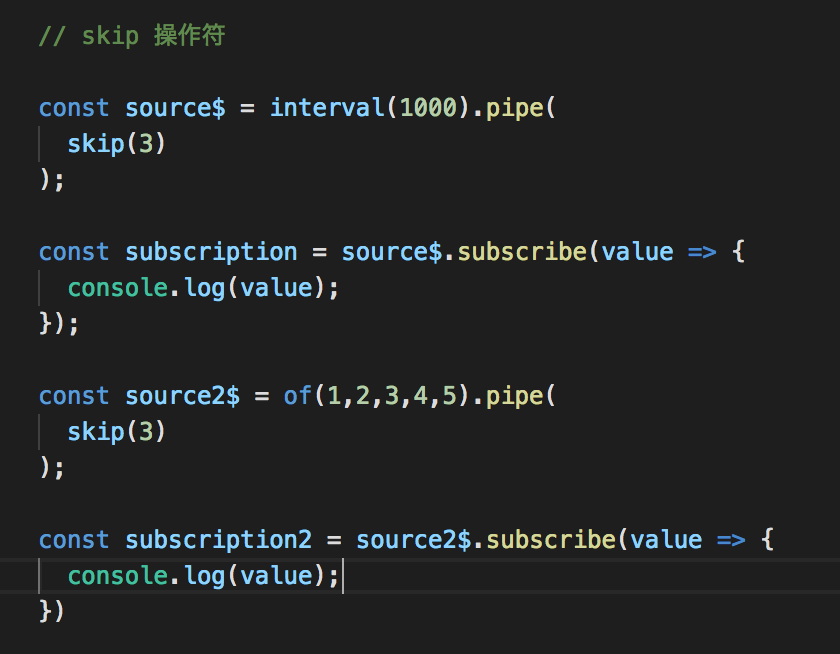 // skip 操作符
const source$ = interval(1000).pipe(
  skip(3)
);
const subscription = source$.subscribe(value => {
  console.log(value);
});
const source2$ = of(1,2,3,4,5).pipe(
  skip(3)
);
const subscription2 = source2$.subscribe(value => {
  console.log(value);
})